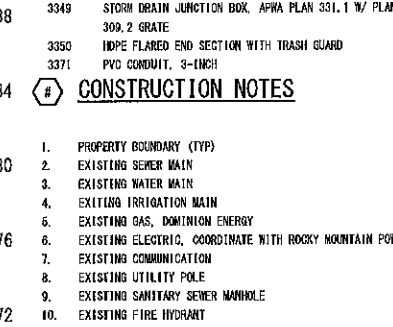 3349 STORM DRAIN JUNCTION BOX, APWA PLAN 331.1 W/ PLAN
38
309.2 GRATE
3350 HDPE FLARED END SECTION WITH TRASH GUARD
3371 PVC CONDUIT, 3-INCH
34 # CONSTRUCTION NOTES
1. PROPERTY BOUNDARY (TYP)
30 2. EXISTING SEWER MAIN
3. EXISTING WATER MAIN
4. EXITING IRRIGATION MAIN
5. EXISTING GAS, DOMINION ENERGY
76 6. EXISTING ELECTRIC, COORDINATE WITH ROCKY MOUNTAIN POW
7. EXISTING COMMUNICATION
8. EXISTING UTILITY POLE
9. EXISTING SANITARY SEWER MANHOLE
72 10. EXISTING FIRE HYDRANT